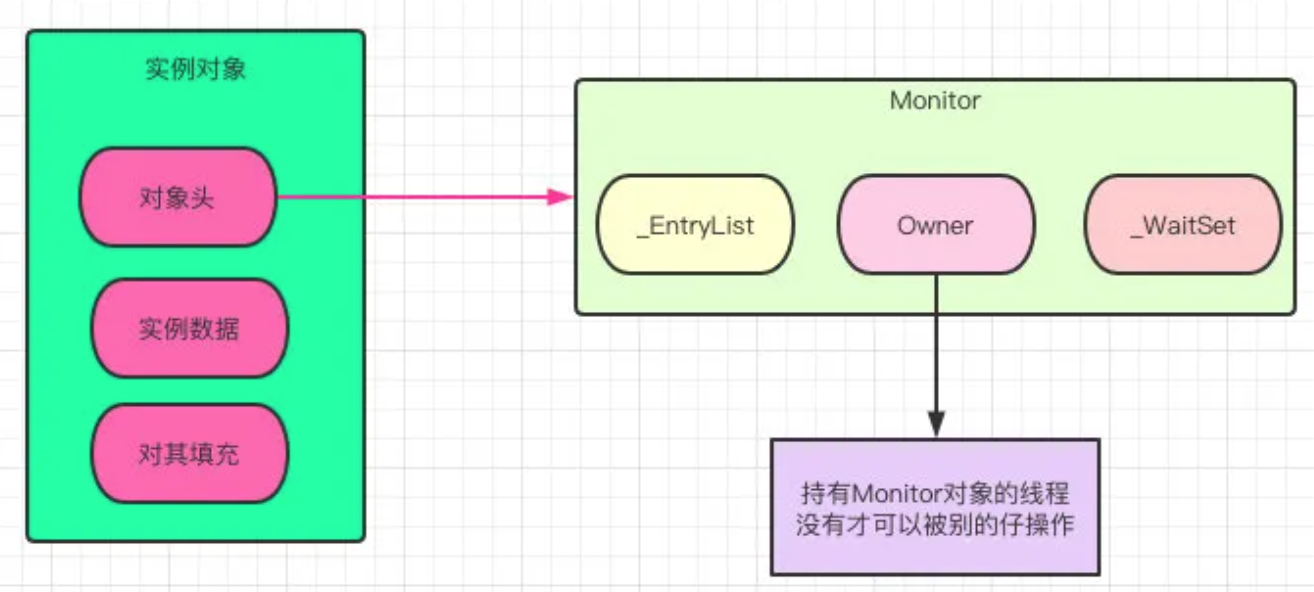 实例对象
对象头
实例数据
对其填充
Monitor
_EntryList
Owner
_WaitSet
持有Monitor对象的线程
没有才可以被别的仔操作